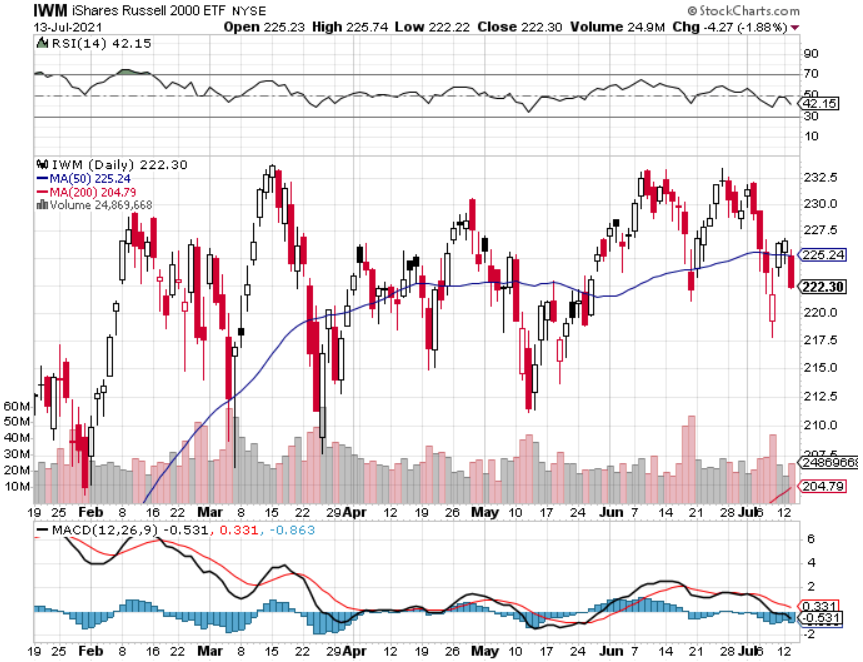 IWM iShares Russell 2000 ETF NYSE © StockCharts.com
13-Jul-2021 Open 225.23 High 225.74 Low 222.22 Close 222.30 Volume 24.9M Chg -4.27 (-1.88%)
RSI(14) 42.15
90
70
50
42.15
30
10
IWM (Daily) 222.30
MA(50) 225.24
MA(200) 204.79
Volume 24,869,668
232.5
230.0
227.5
225.24
222.30
220.0
217.5
215.0
212.5
210.0
207.5
24869668
204.79
60M
50M
40M
30M
20M
10M
19 25 Feb 8 16 22 Mar 8 15 22 29 Apr 12 19 26 May 10 17 24 Jun 7 14 21 28 Jul 6 12
MACD(12,26,9) -0.531, 0.331, -0.863
6
4
2
0.331
-0.531
-2
19 25 Feb 8 16 22 Mar 8 15 22 29 Apr 12 19 26 May 10 17 24 Jun 7 14 21 28 Jul 6 12